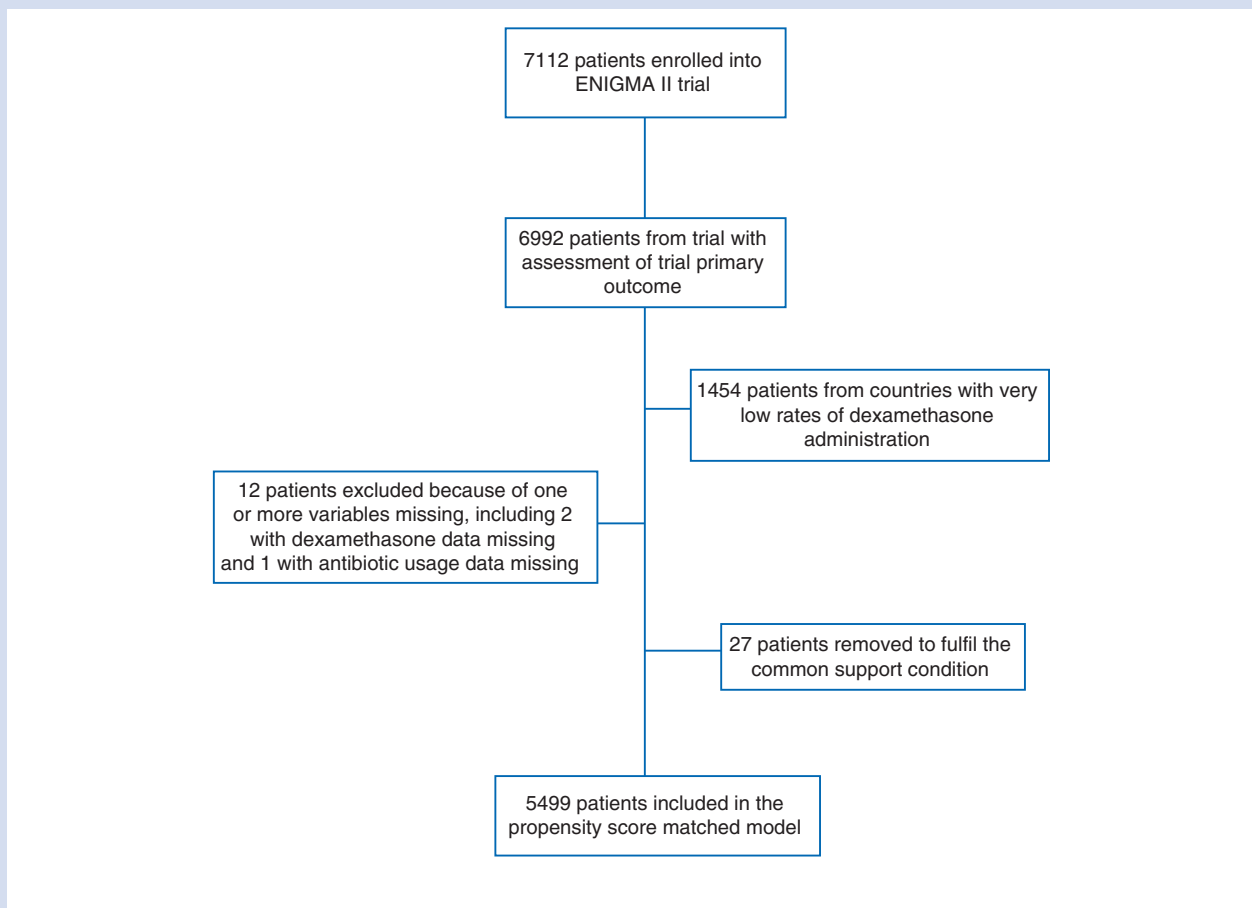 7112 patients enrolled into
ENIGMA II trial
6992 patients from trial with
assessment of trial primary
outcome
1454 patients from countries with very
low rates of dexamethasone
administration
12 patients excluded because of one
or more variables missing, including 2
with dexamethasone data missing
and 1 with antibiotic usage data missing
27 patients removed to fulfil the
common support condition
5499 patients included in the
propensity score matched model